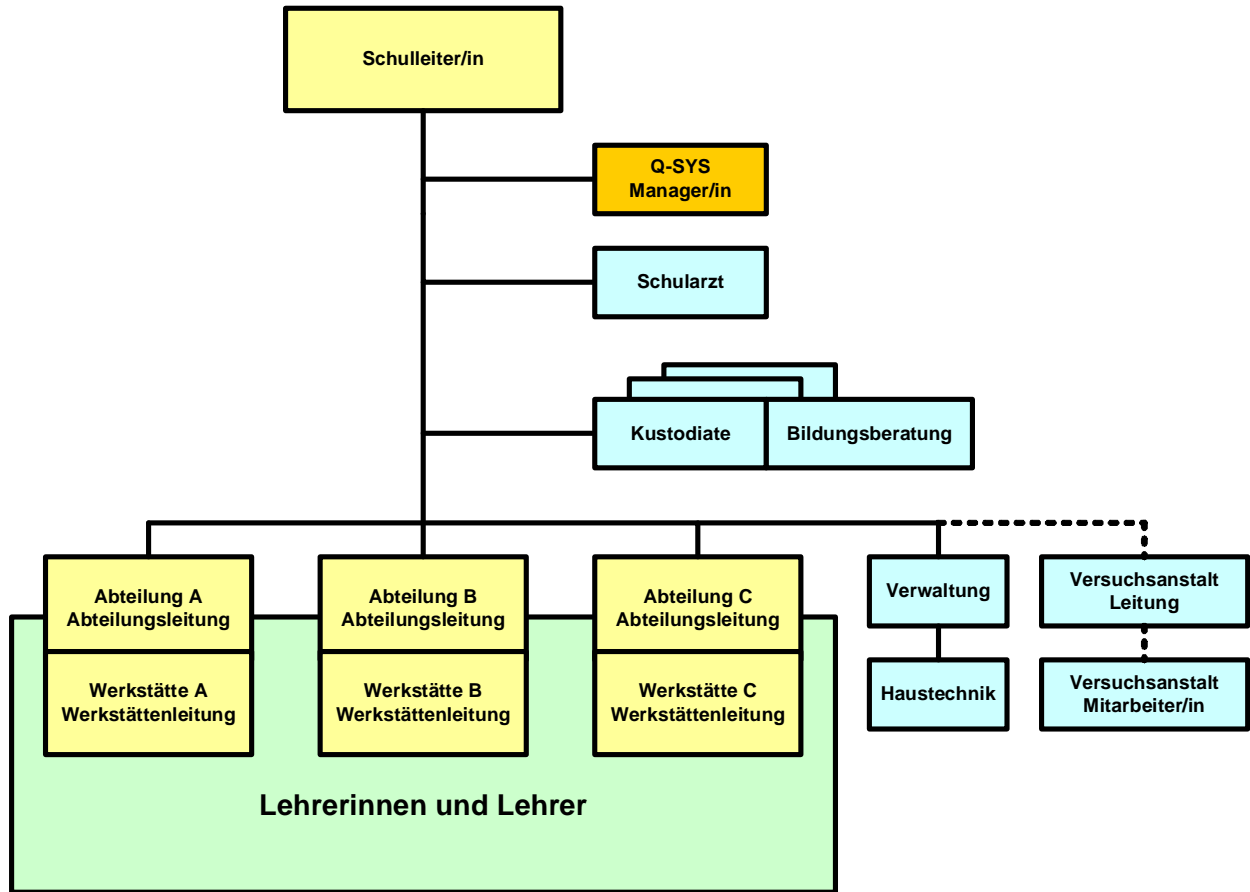 Schulleiter/in
Q-SYS
Manager/in
Schularzt
Kustodiate
Bildungsberatung
Abteilung A
Abteilungsleitung
Abteilung B
Abteilungsleitung
Abteilung C
Abteilungsleitung
Verwaltung
Versuchsanstalt
Leitung
Werkstätte A
Werkstättenleitung
Werkstätte B
Werkstättenleitung
Werkstätte C
Werkstättenleitung
Haustechnik
Versuchsanstalt
Mitarbeiter/in
Lehrerinnen und Lehrer